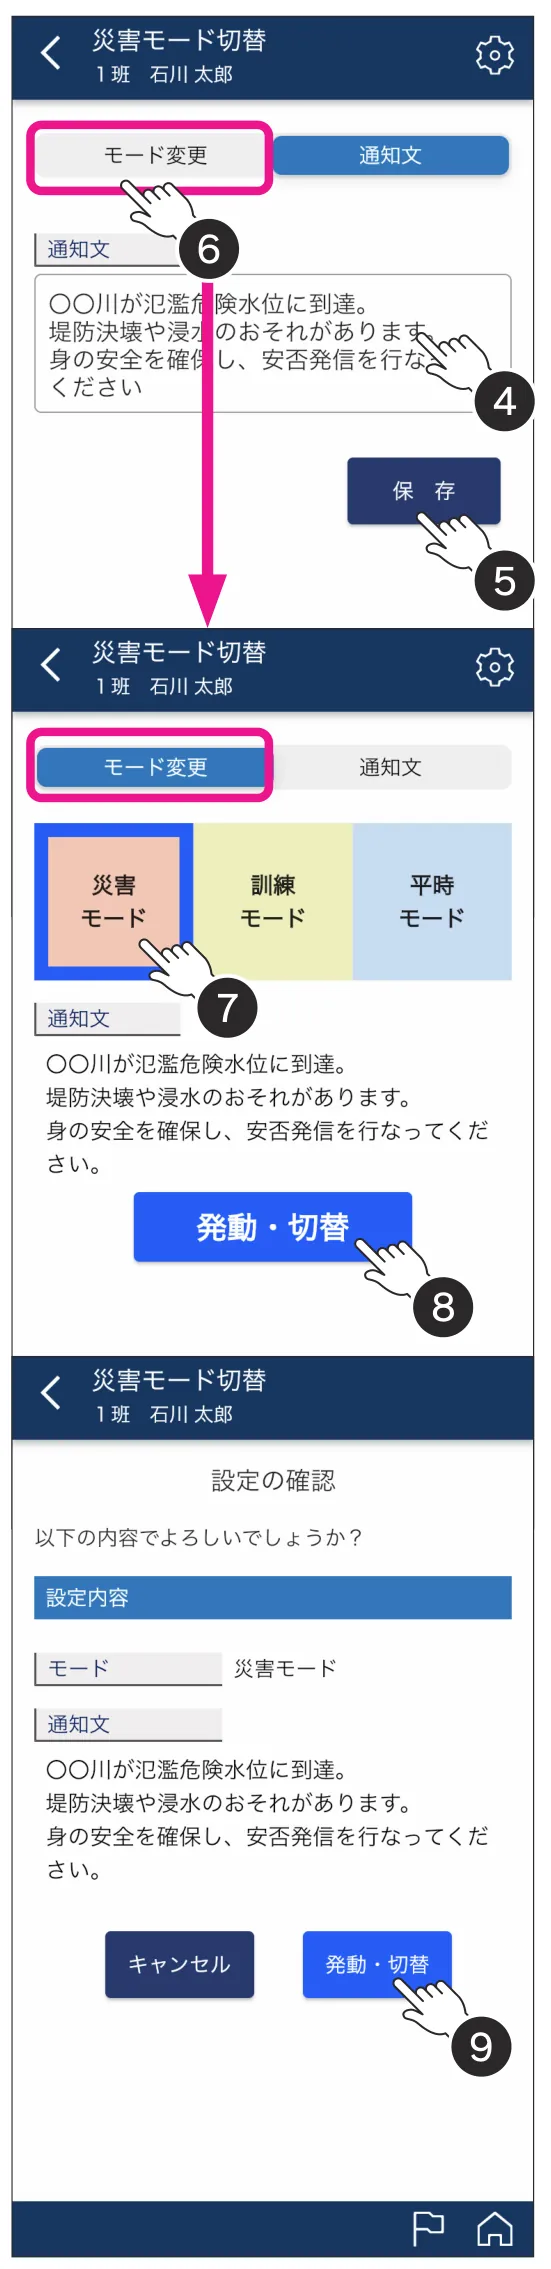 災害モード切替
1班 石川 太郎
モード変更
通知文
6
通知文
〇〇川が氾濫危険水位に到達。
堤防決壊や浸水のおそれがあります。
身の安全を確保し、安否発信を行な
ください
4
保 存
5
災害モード切替
1班 石川 太郎
モード変更
通知文
災害
モード
訓練
モード
平時
モード
7
通知文
〇〇川が氾濫危険水位に到達。
堤防決壊や浸水のおそれがあります。
身の安全を確保し、安否発信を行なってくだ
さい。
発動・切替
8
災害モード切替
1班 石川 太郎
設定の確認
以下の内容でよろしいでしょうか？
設定内容
モード
災害モード
通知文
〇〇川が氾濫危険水位に到達。
堤防決壊や浸水のおそれがあります。
身の安全を確保し、安否発信を行なってくだ
さい。
キャンセル
発動・切替
9